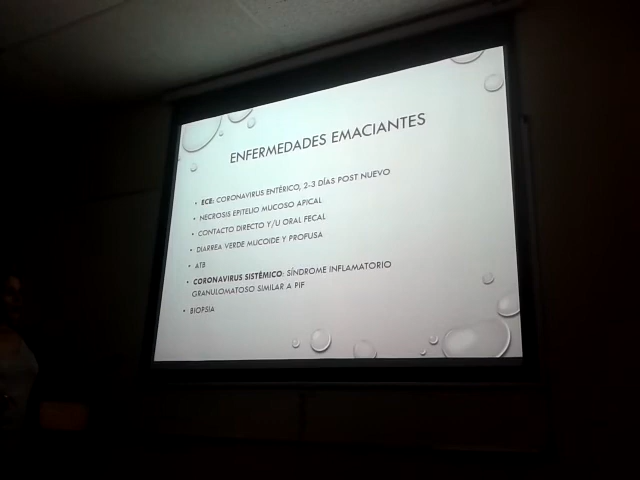 ENFERMEDADES EMACIANTES
• ECE: CORONAVIRUS ENTÉRICO, 2-3 DÍAS POST NUEVO
• NECROSIS EPITELIO MUCOSO APICAL
• CONTACTO DIRECTO Y/U ORAL FECAL
• DIARREA VERDE MUCOIDE Y PROFUSA
• ATB
• CORONAVIRUS SISTÉMICO: SÍNDROME INFLAMATORIO
GRANULOMATOSO SIMILAR A PIF
• BIOPSIA